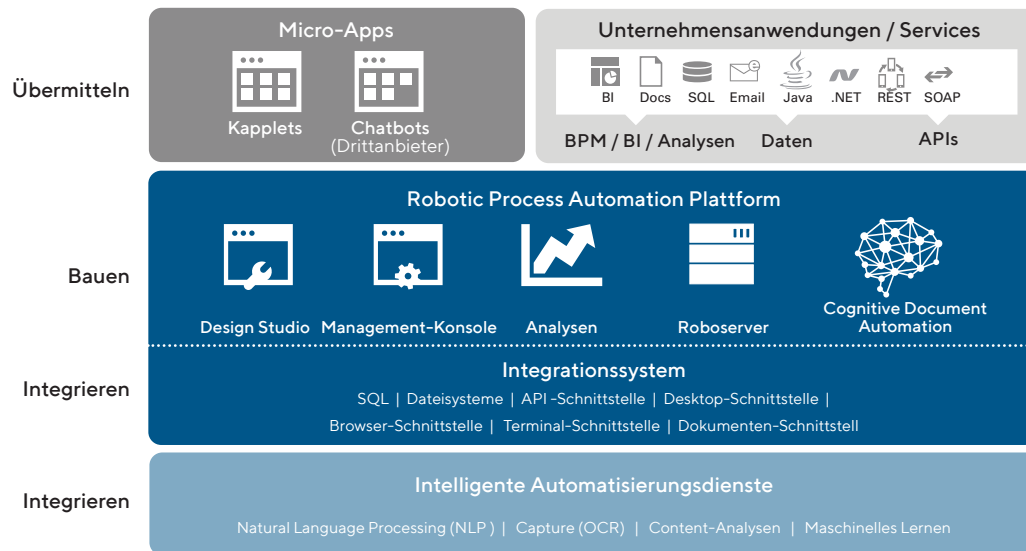 Micro-Apps
Unternehmensanwendungen / Services
Übermitteln
BI Docs SQL Email Java .NET REST SOAP
Kapplets
Chatbots
(Drittanbieter)
BPM / BI / Analysen Daten APIs
Robotic Process Automation Plattform
Bauen
Design Studio Management-Konsole Analysen Roboserver Cognitive Document
Automation
Integrieren
Integrationssystem
SQL | Dateisysteme | API -Schnittstelle | Desktop-Schnittstelle |
Browser-Schnittstelle | Terminal-Schnittstelle | Dokumenten-Schnittstell
Integrieren
Intelligente Automatisierungsdienste
Natural Language Processing (NLP ) | Capture (OCR) | Content-Analysen | Maschinelles Lernen